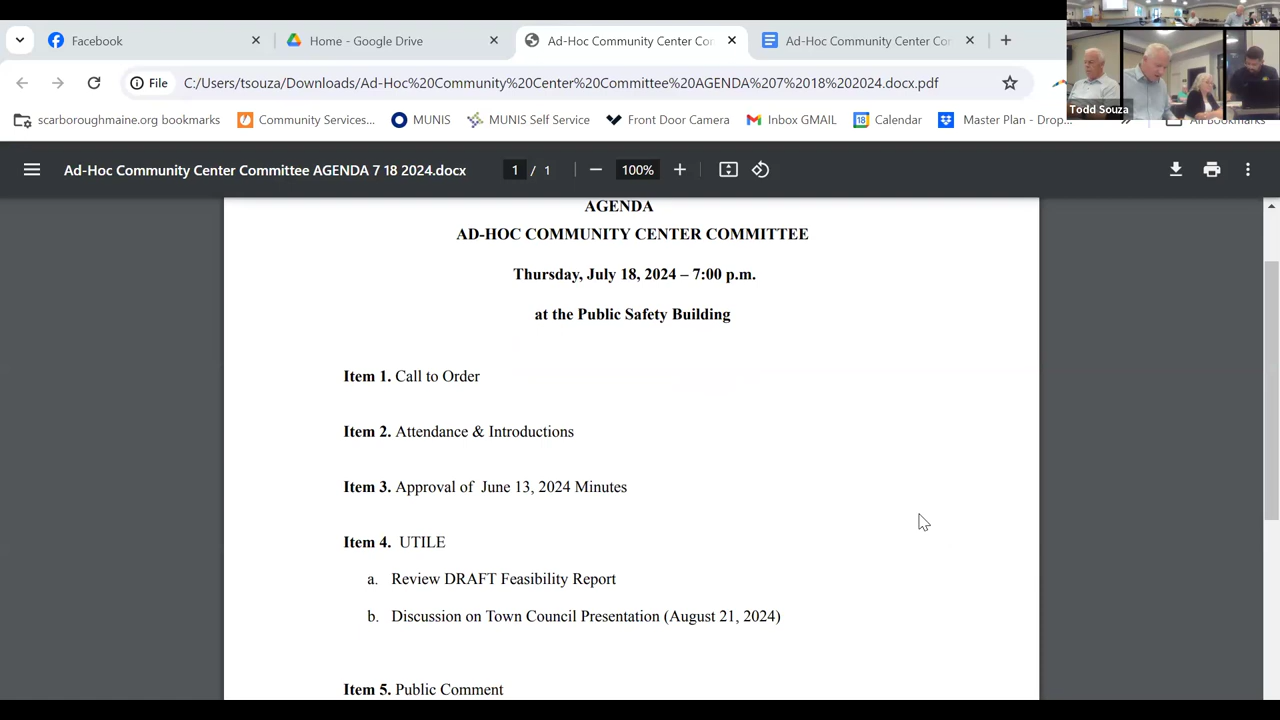 Facebook
Home - Google Drive
Ad-Hoc Community Center Cor
Ad-Hoc Community Center Co
File
C:/Users/tsouza/Downloads/Ad-Hoc%20Community%20Center%20Committee%20AGENDA%207%2018%202024.docx.pdf
scarboroughmaine.org bookmarks
Community Services...
MUNIS
MUNIS Self Service
Front Door Camera
Inbox GMAIL
18
Calendar
Master Plan - Drop...
All Bookmarks
Todd Souza
Ad-Hoc Community Center Committee AGENDA 7 18 2024.docx
1 / 1
100%
AGENDA
AD-HOC COMMUNITY CENTER COMMITTEE
Thursday, July 18, 2024 – 7:00 p.m.
at the Public Safety Building
Item 1. Call to Order
Item 2. Attendance & Introductions
Item 3. Approval of June 13, 2024 Minutes
Item 4. UTILE
a. Review DRAFT Feasibility Report
b. Discussion on Town Council Presentation (August 21, 2024)
Item 5. Public Comment